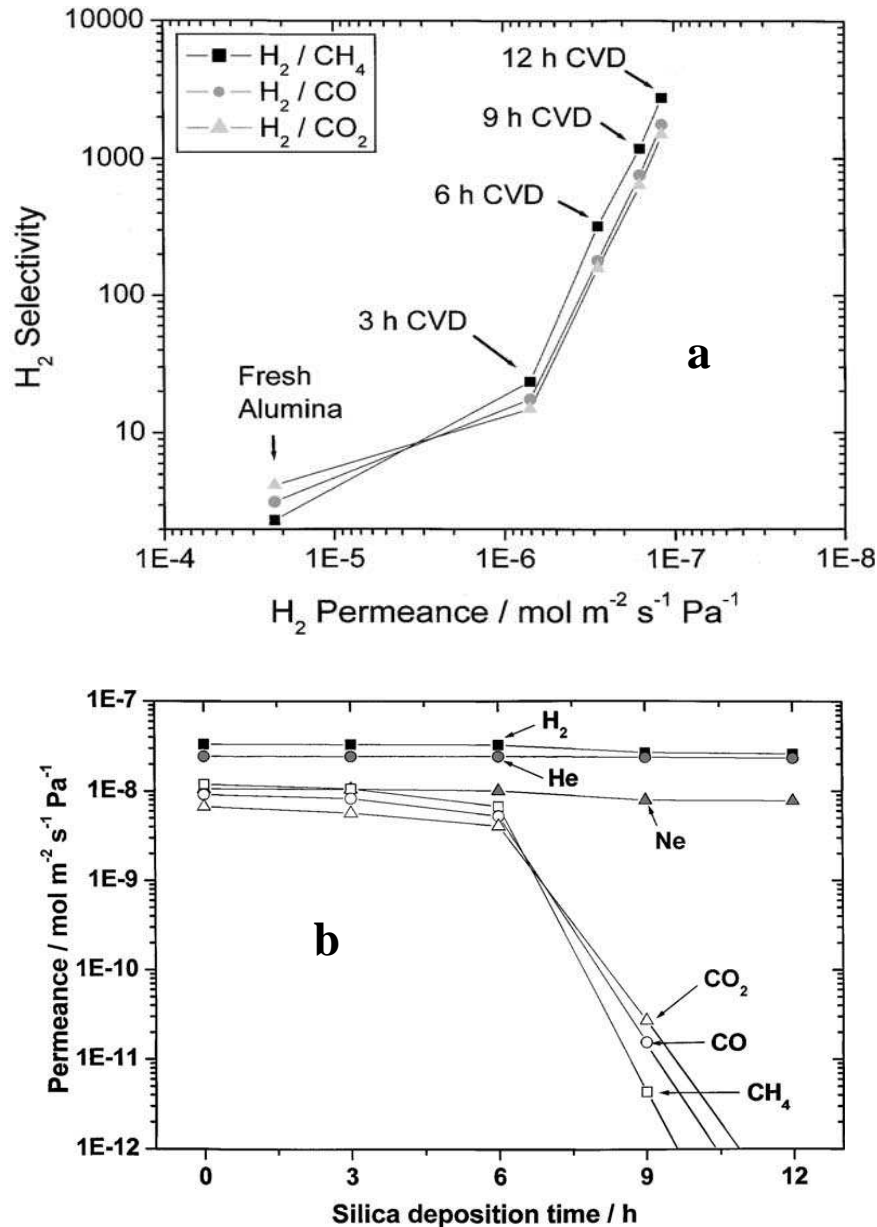 10000
1000
100
10
H₂ Selectivity
H₂ / CH₄
H₂ / CO
H₂ / CO₂
12 h CVD
9 h CVD
6 h CVD
3 h CVD
Fresh
Alumina
a
1E-4 1E-5 1E-6 1E-7 1E-8
H₂ Permeance / mol m⁻² s⁻¹ Pa⁻¹
1E-7
1E-8
1E-9
1E-10
1E-11
1E-12
Permeance / mol m⁻² s⁻¹ Pa⁻¹
H₂
He
Ne
b
CO₂
CO
CH₄
0 3 6 9 12
Silica deposition time / h